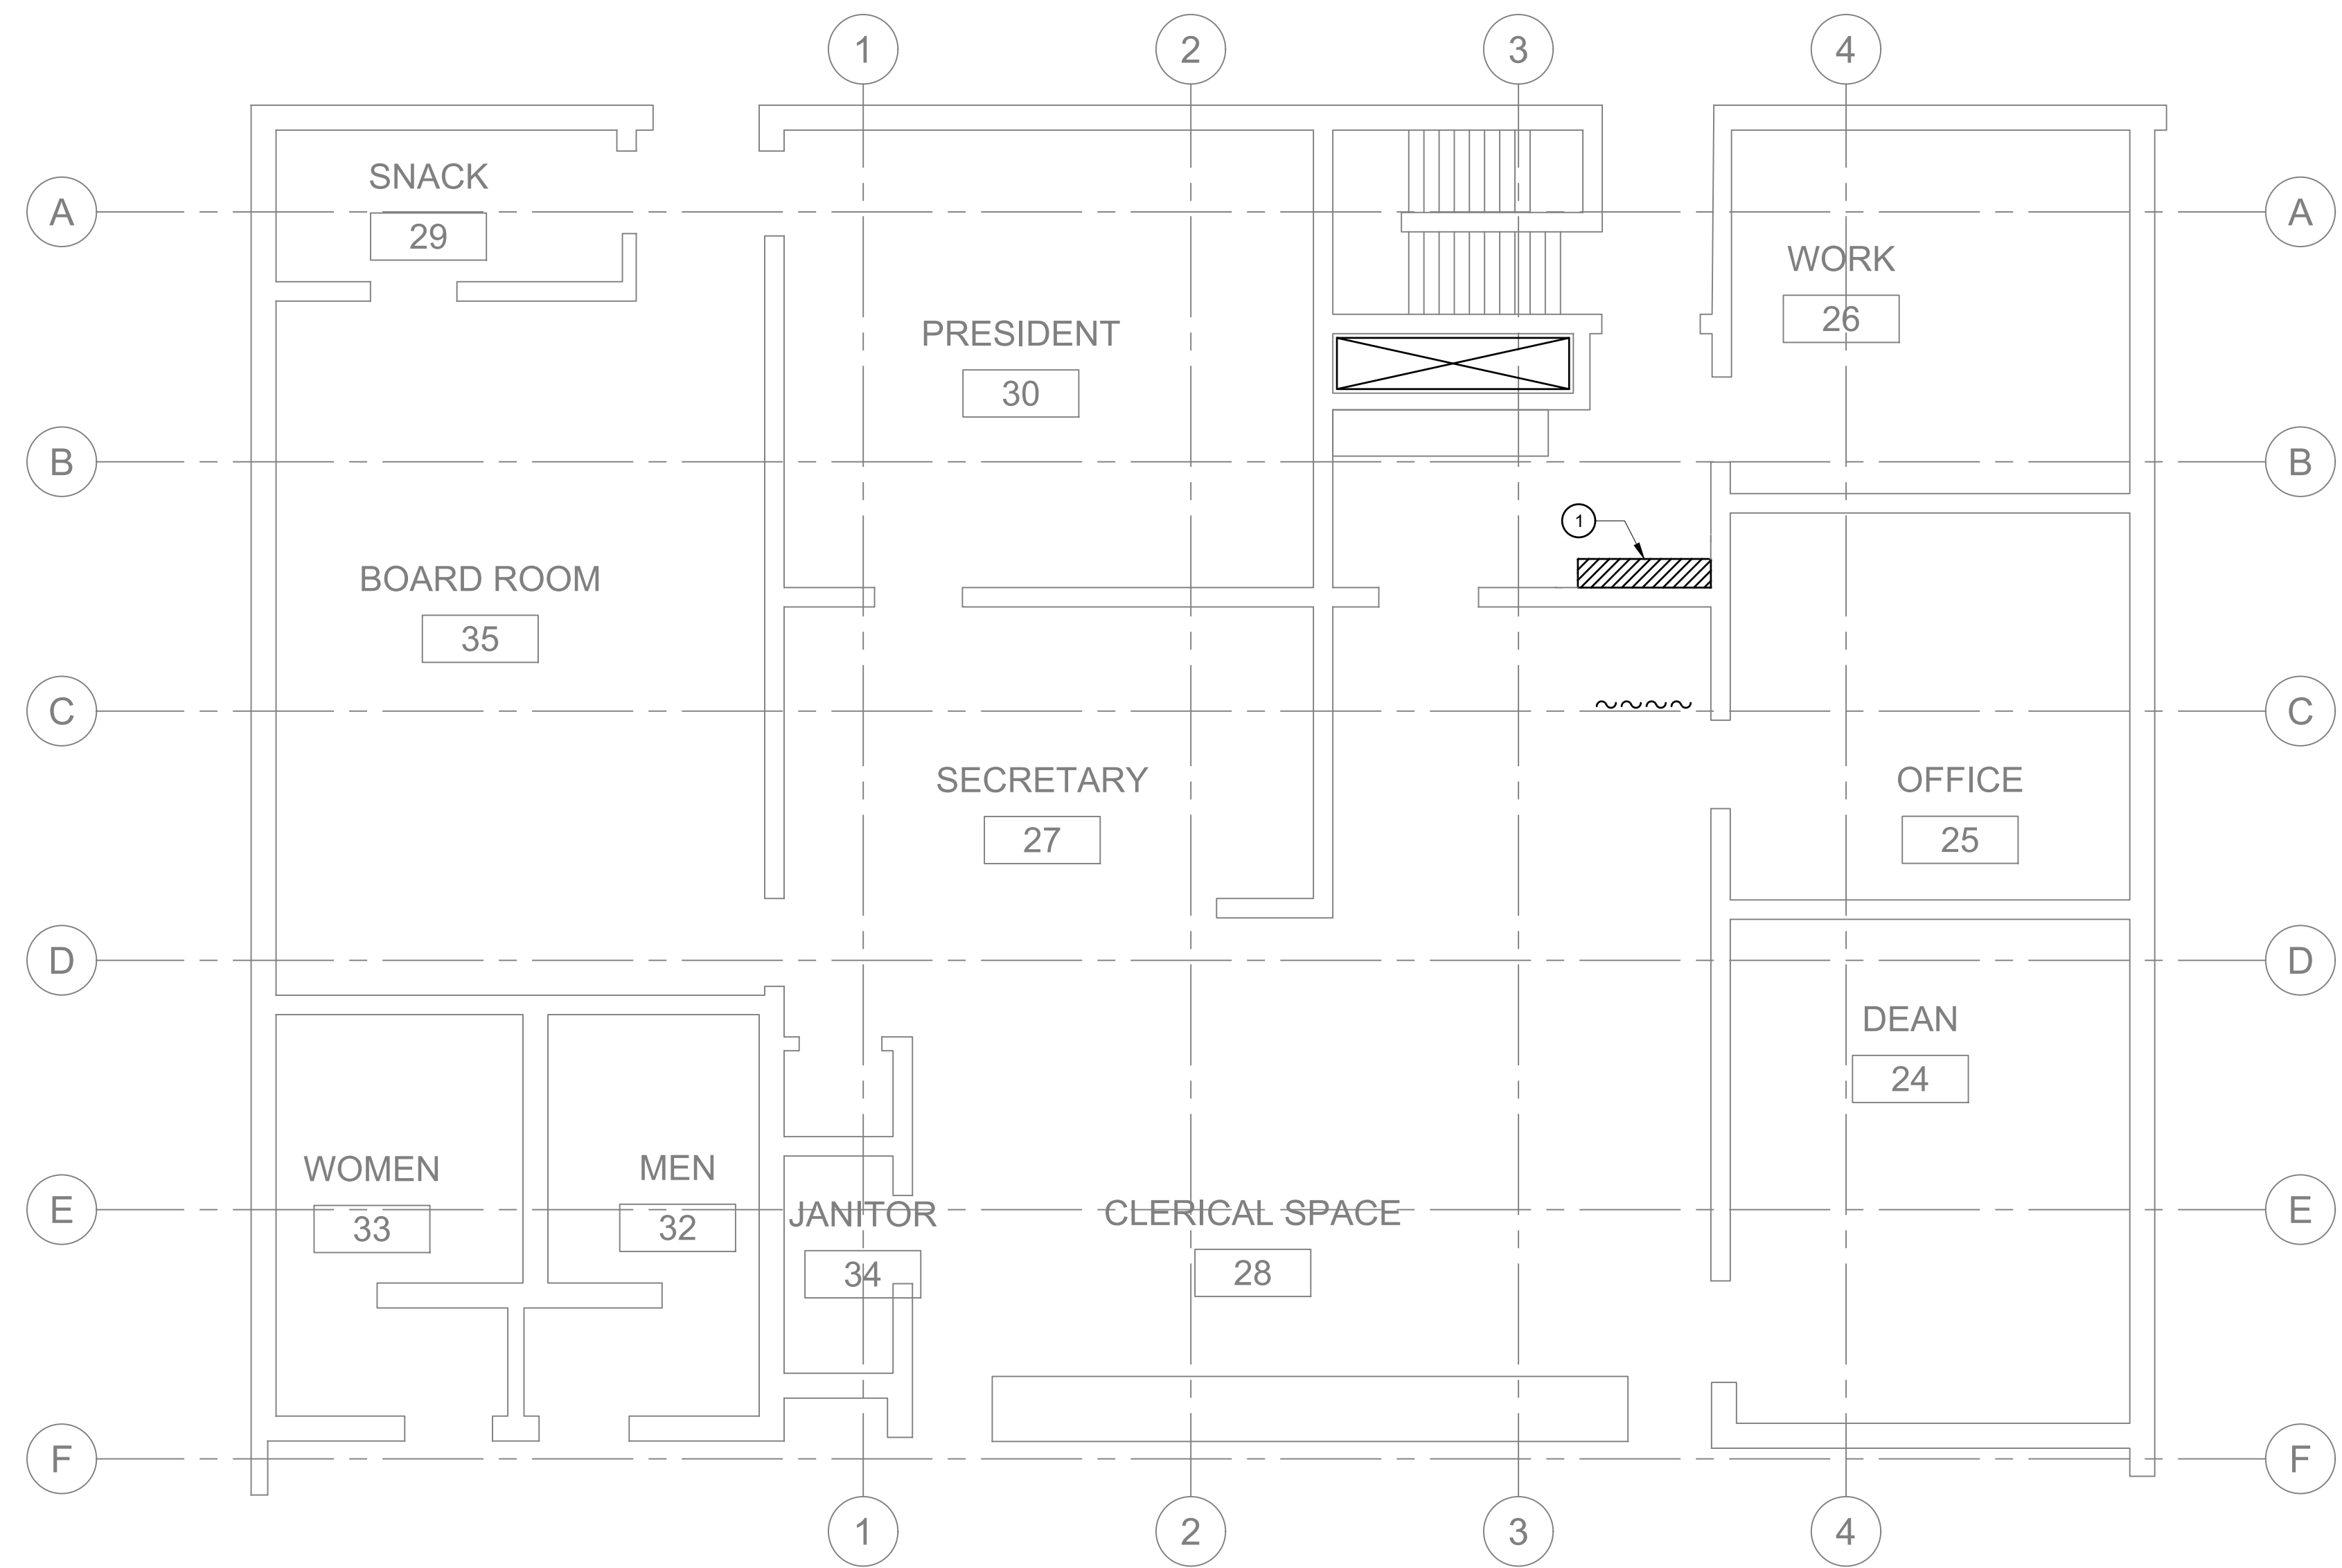 1
2
3
4
SNACK
A
A
29
WORK
26
PRESIDENT
30
B
B
1
BOARD ROOM
35
C
C
SECRETARY
27
OFFICE
25
D
D
DEAN
24
WOMEN
33
MEN
32
E
JANITOR
34
CLERICAL SPACE
28
E
F
F
1
2
3
4